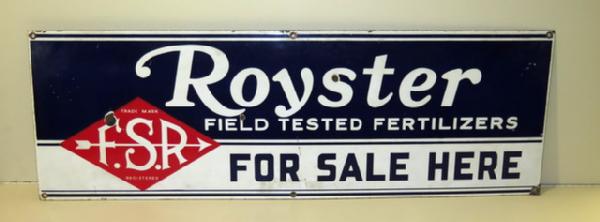 Royster
FIELD TESTED FERTILIZERS
TRADE MARK
F.S.R
REGISTERED
FOR SALE HERE